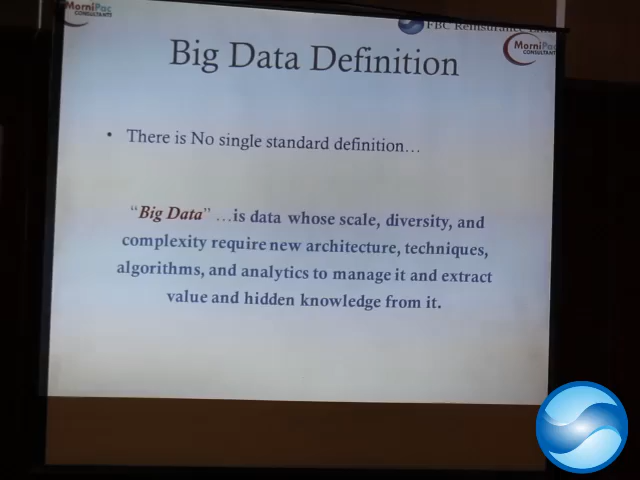 MorniPac
CONSULTANTS
FBC Reinsurance
MorniPac
CONSULTANTS
Big Data Definition
• There is No single standard definition…
“Big Data” …is data whose scale, diversity, and
complexity require new architecture, techniques,
algorithms, and analytics to manage it and extract
value and hidden knowledge from it.